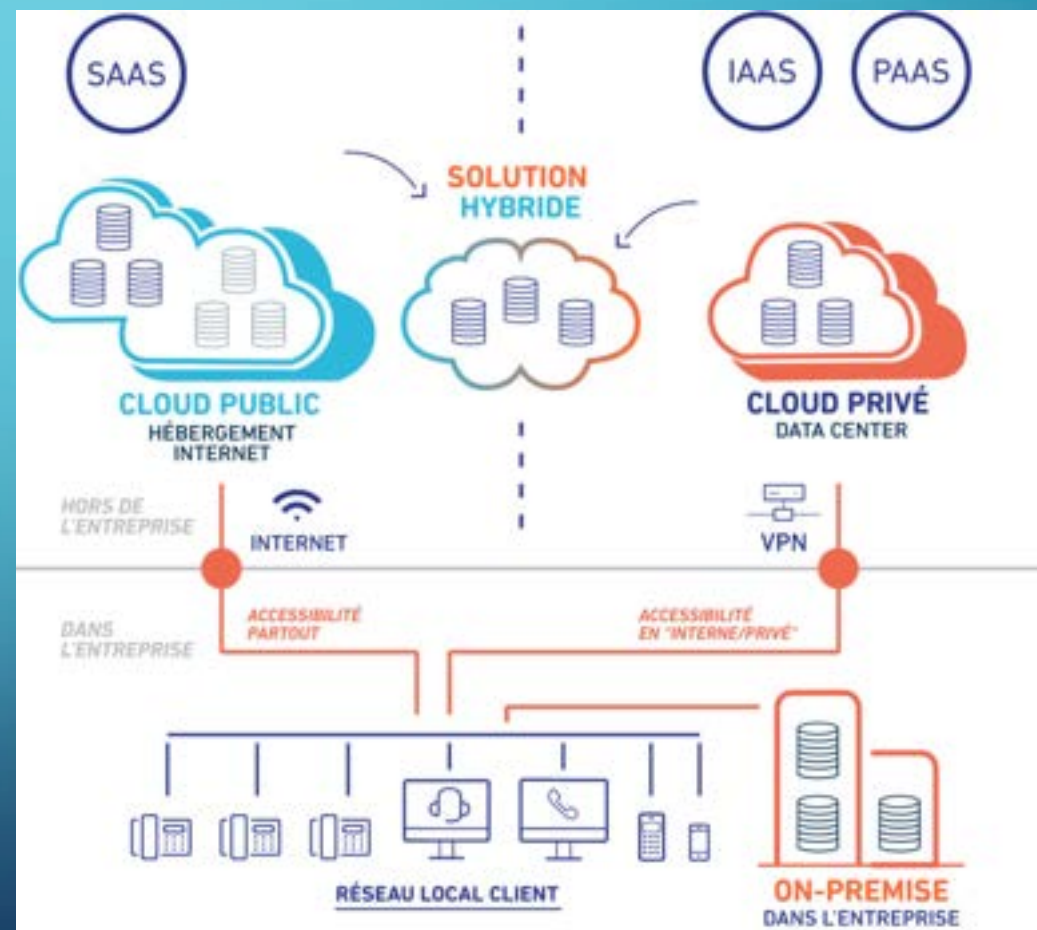 SAAS
IAAS
PAAS
SOLUTION
HYBRIDE
CLOUD PUBLIC
HÉBERGEMENT
INTERNET
CLOUD PRIVÉ
DATA CENTER
HORS DE
L'ENTREPRISE
INTERNET
VPN
DANS
L'ENTREPRISE
ACCESSIBILITÉ
PARTOUT
ACCESSIBILITÉ
EN "INTERNE/PRIVÉ"
RÉSEAU LOCAL CLIENT
ON-PREMISE
DANS L'ENTREPRISE